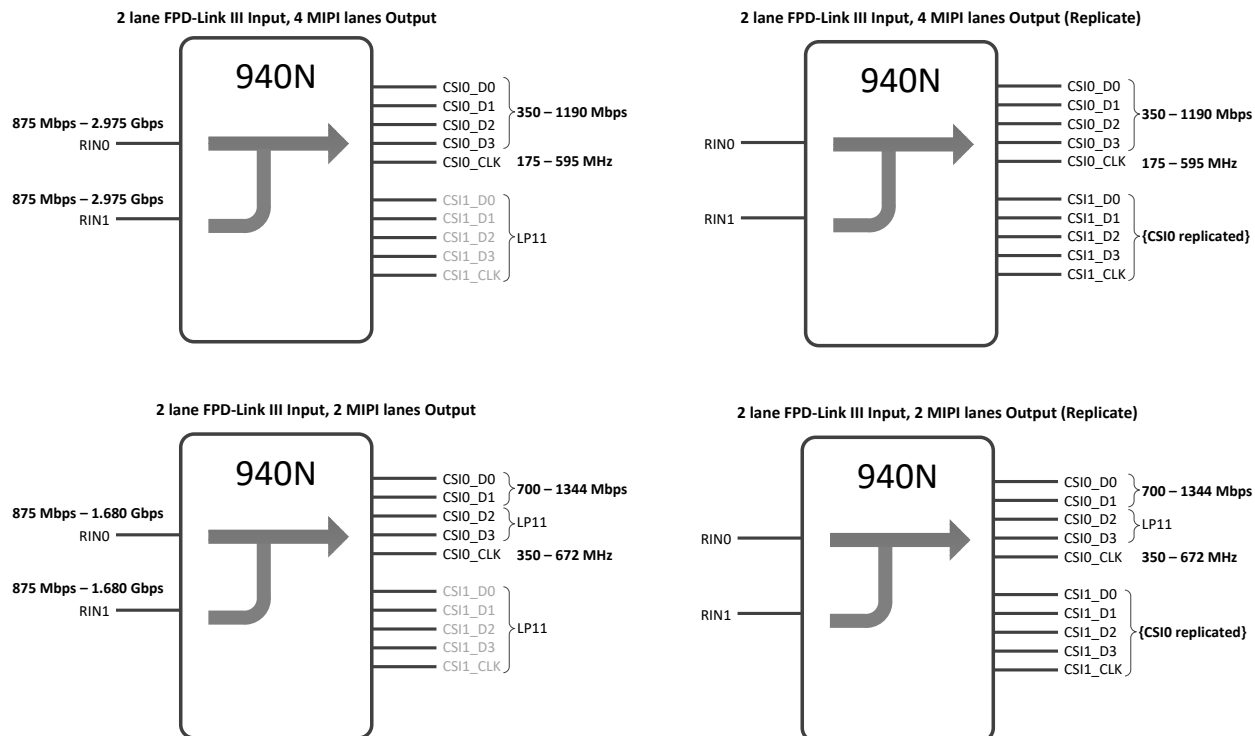 2 lane FPD-Link III Input, 4 MIPI lanes Output
940N
875 Mbps – 2.975 Gbps
RIN0
875 Mbps – 2.975 Gbps
RIN1
CSI0_D0
CSI0_D1
CSI0_D2
CSI0_D3
350 – 1190 Mbps
CSI0_CLK 175 – 595 MHz
CSI1_D0
CSI1_D1
CSI1_D2
CSI1_D3
CSI1_CLK
LP11
2 lane FPD-Link III Input, 4 MIPI lanes Output (Replicate)
940N
RIN0
RIN1
CSI0_D0
CSI0_D1
CSI0_D2
CSI0_D3
350 – 1190 Mbps
CSI0_CLK 175 – 595 MHz
CSI1_D0
CSI1_D1
CSI1_D2
CSI1_D3
CSI1_CLK
{CSI0 replicated}
2 lane FPD-Link III Input, 2 MIPI lanes Output
940N
875 Mbps – 1.680 Gbps
RIN0
875 Mbps – 1.680 Gbps
RIN1
CSI0_D0
CSI0_D1
700 – 1344 Mbps
CSI0_D2
CSI0_D3
LP11
CSI0_CLK 350 – 672 MHz
CSI1_D0
CSI1_D1
CSI1_D2
CSI1_D3
CSI1_CLK
LP11
2 lane FPD-Link III Input, 2 MIPI lanes Output (Replicate)
940N
RIN0
RIN1
CSI0_D0
CSI0_D1
700 – 1344 Mbps
CSI0_D2
CSI0_D3
LP11
CSI0_CLK 350 – 672 MHz
CSI1_D0
CSI1_D1
CSI1_D2
CSI1_D3
CSI1_CLK
{CSI0 replicated}